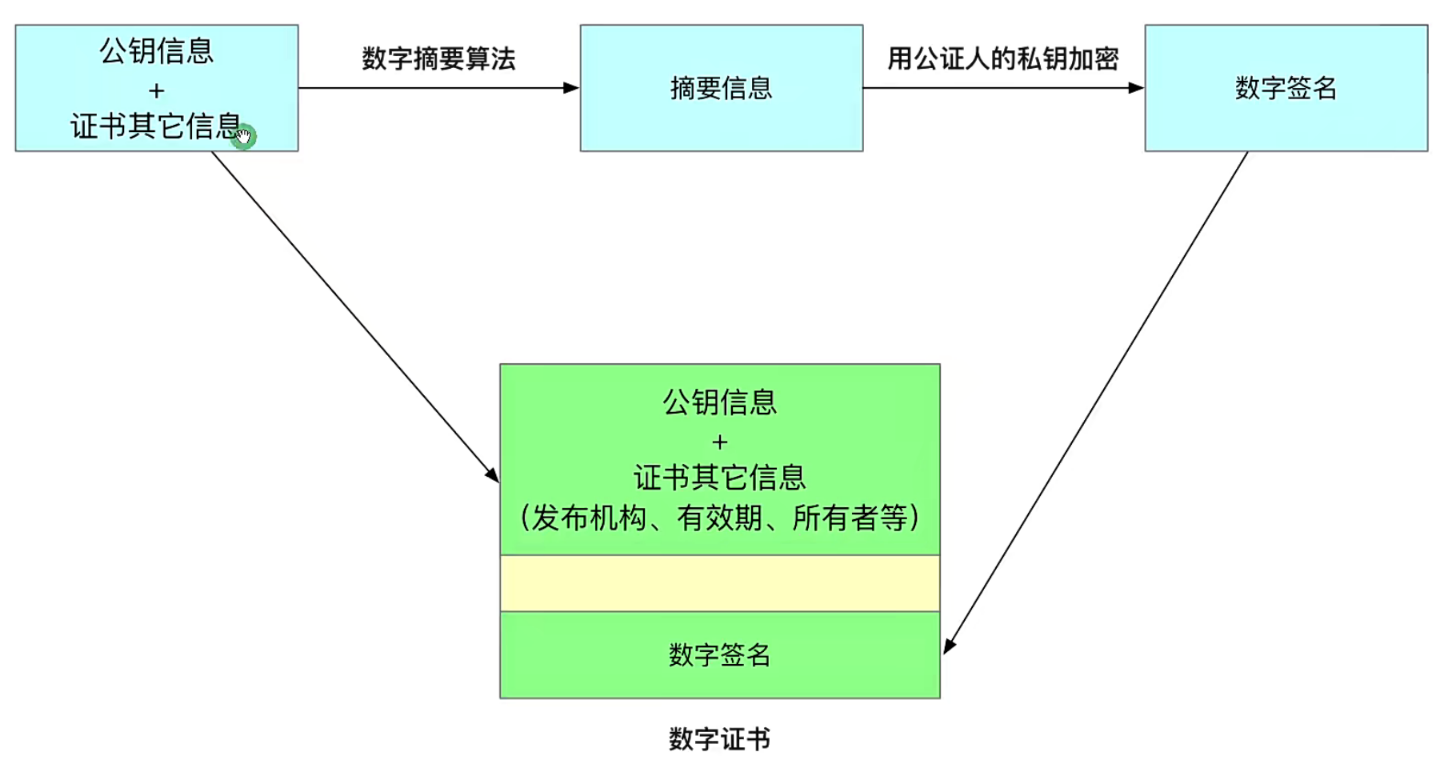 公钥信息
+
证书其它信息
数字摘要算法
摘要信息
用公证人的私钥加密
数字签名
公钥信息
+
证书其它信息
（发布机构、有效期、所有者等）
数字签名
数字证书